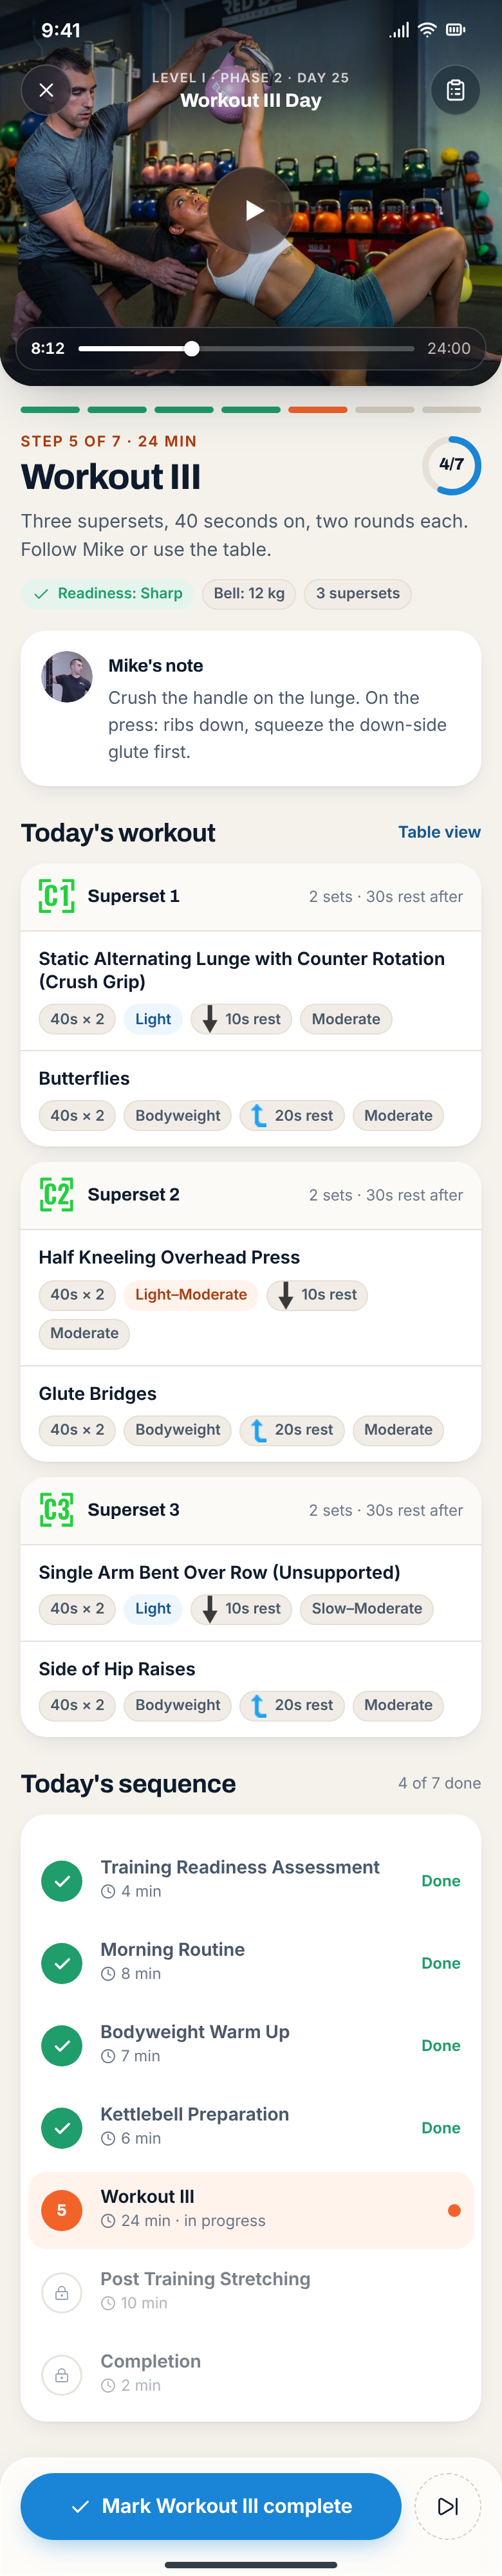 9:41
LEVEL I · PHASE 2 · DAY 25
Workout III Day
8:12
24:00
STEP 5 OF 7 · 24 MIN
Workout III
4/7
Three supersets, 40 seconds on, two rounds each.
Follow Mike or use the table.
Readiness: Sharp
Bell: 12 kg
3 supersets
Mike's note
Crush the handle on the lunge. On the
press: ribs down, squeeze the down-side
glute first.
Today's workout
Table view
C1
Superset 1
2 sets · 30s rest after
Static Alternating Lunge with Counter Rotation
(Crush Grip)
40s × 2
Light
10s rest
Moderate
Butterflies
40s × 2
Bodyweight
20s rest
Moderate
C2
Superset 2
2 sets · 30s rest after
Half Kneeling Overhead Press
40s × 2
Light–Moderate
10s rest
Moderate
Glute Bridges
40s × 2
Bodyweight
20s rest
Moderate
C3
Superset 3
2 sets · 30s rest after
Single Arm Bent Over Row (Unsupported)
40s × 2
Light
10s rest
Slow–Moderate
Side of Hip Raises
40s × 2
Bodyweight
20s rest
Moderate
Today's sequence
4 of 7 done
Training Readiness Assessment
4 min
Done
Morning Routine
8 min
Done
Bodyweight Warm Up
7 min
Done
Kettlebell Preparation
6 min
Done
5
Workout III
24 min · in progress
Post Training Stretching
10 min
Completion
2 min
Mark Workout III complete